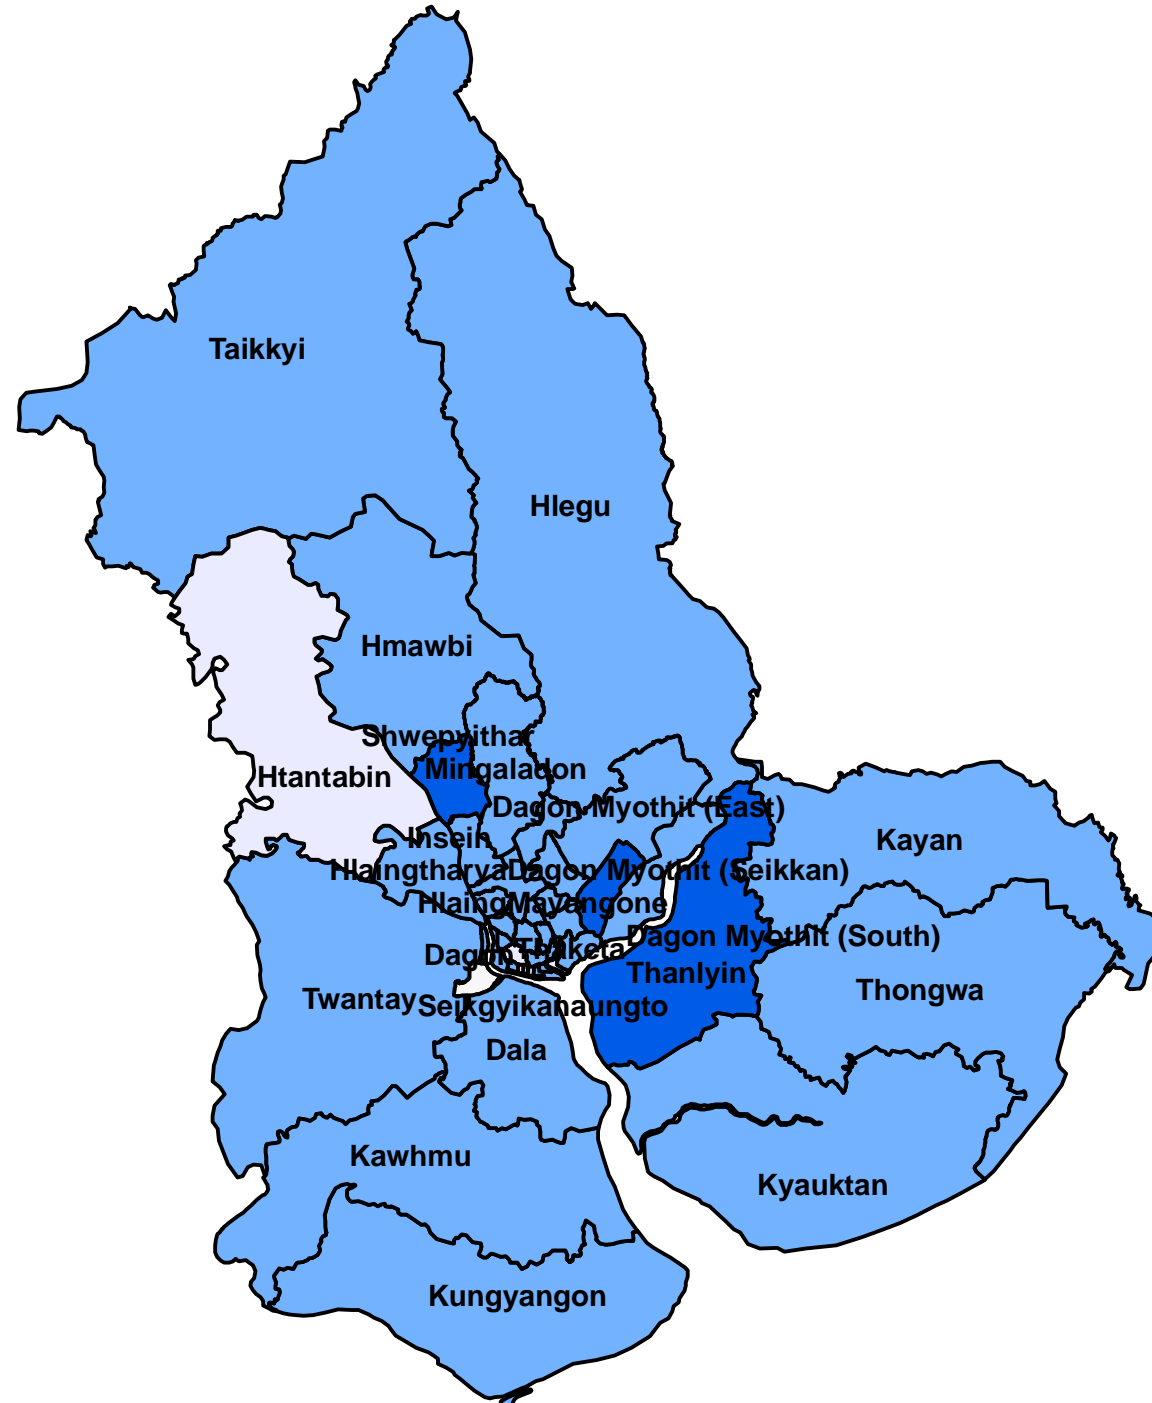 Taikkyi
Hlegu
Hmawbi
Shwepyithar
Mingaladon
Htantabin
Dagon Myothit (East)
Insein
Kayan
Hlaingtharya
Dagon Myothit (Seikkan)
Hlaing
Mayangone
Dagon Myothit (South)
Dagon
Thaketa
Thanlyin
Thongwa
Twantay
Seikgyikanaungto
Dala
Kawhmu
Kyauktan
Kungyangon